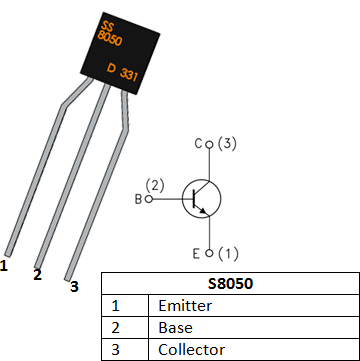 SS
8050
D 331
C (3)
(2)
B
E (1)
1
2
3
S8050
1 Emitter
2 Base
3 Collector